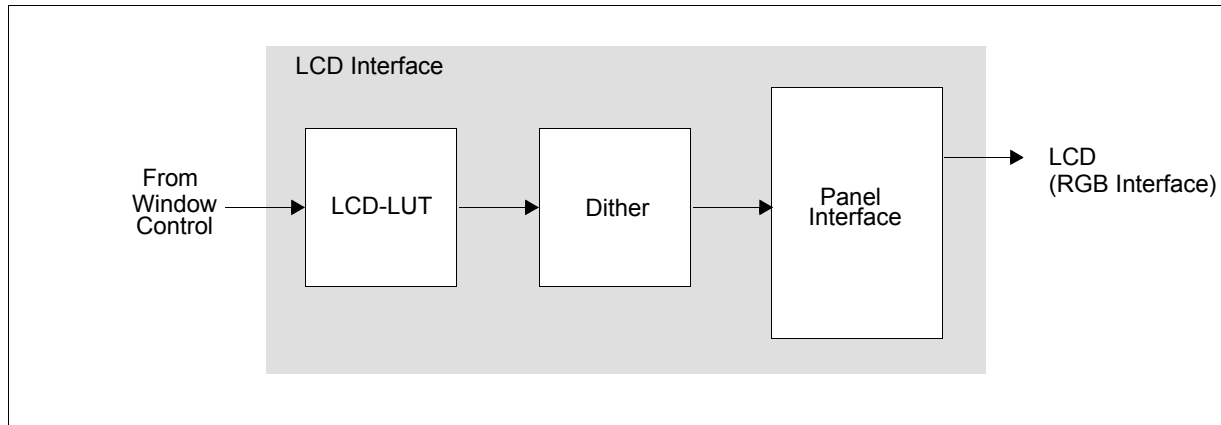 LCD Interface
From
Window
Control
LCD-LUT
Dither
Panel
Interface
LCD
(RGB Interface)